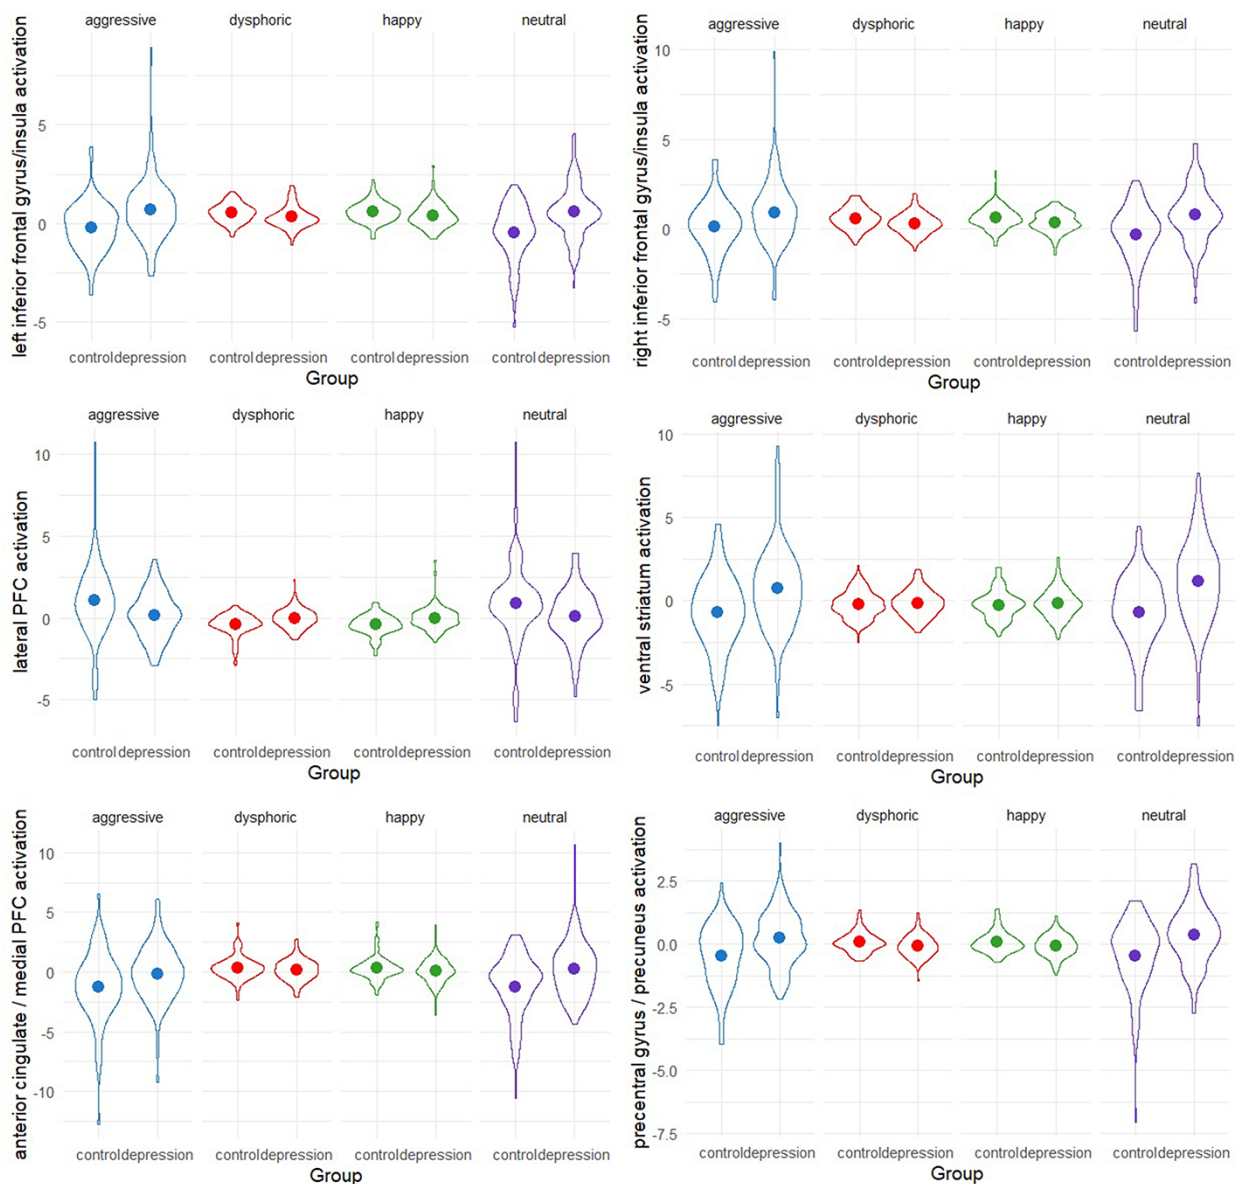 aggressive dysphoric happy neutral
left inferior frontal gyrus/insula activation
5
0
-5
control depression control depression control depression control depression
Group
aggressive dysphoric happy neutral
right inferior frontal gyrus/insula activation
10
5
0
-5
control depression control depression control depression control depression
Group
aggressive dysphoric happy neutral
lateral PFC activation
10
5
0
-5
control depression control depression control depression control depression
Group
aggressive dysphoric happy neutral
ventral striatum activation
10
5
0
-5
control depression control depression control depression control depression
Group
aggressive dysphoric happy neutral
anterior cingulate / medial PFC activation
10
5
0
-5
-10
control depression control depression control depression control depression
Group
aggressive dysphoric happy neutral
precentral gyrus / precuneus activation
2.5
0.0
-2.5
-5.0
-7.5
control depression control depression control depression control depression
Group